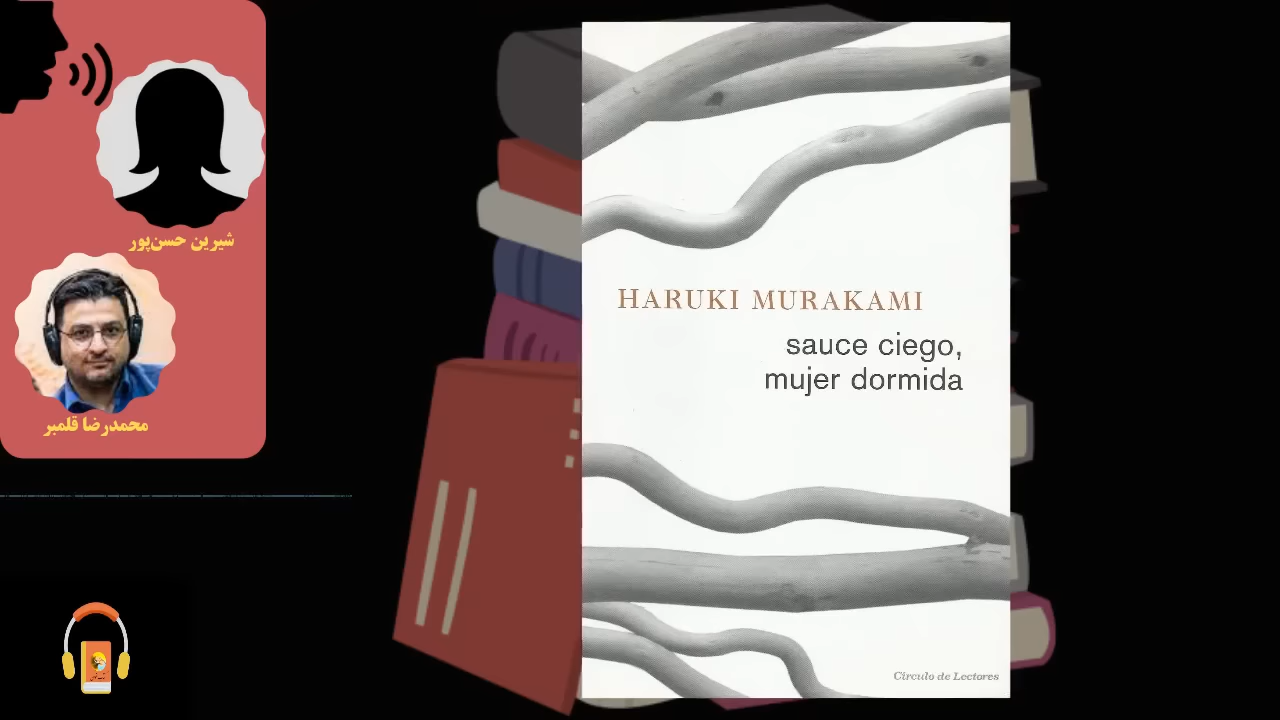 شیرین حسن‌پور
محمدرضا قلمبر
HARUKI MURAKAMI
sauce ciego,
mujer dormida
Círculo de Lectores